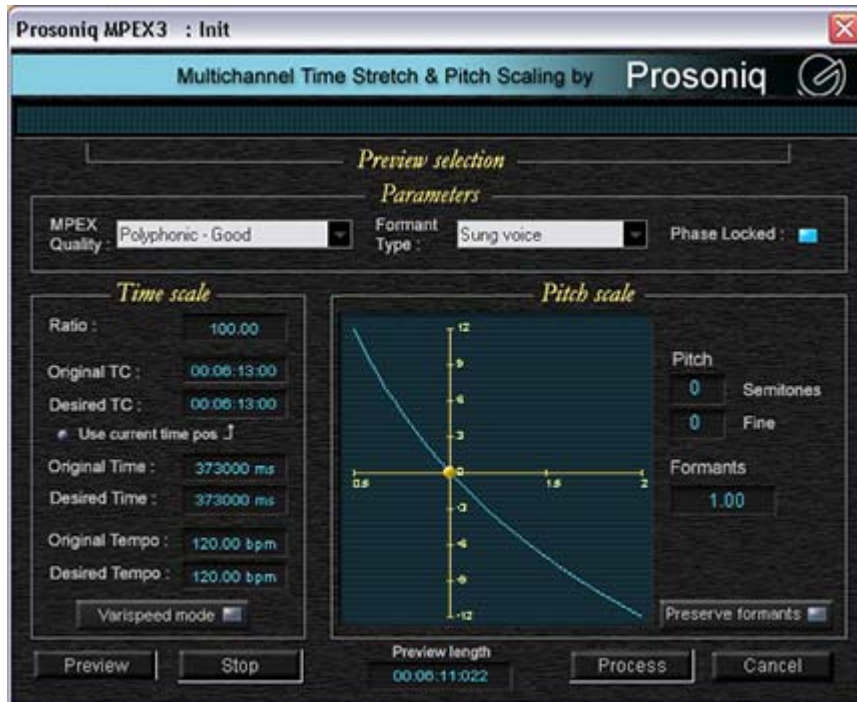 Prosoniq MPEX3 : Init
Multichannel Time Stretch & Pitch Scaling by Prosoniq
Preview selection
Parameters
MPEX Quality : Polyphonic - Good
Formant Type : Sung voice
Phase Locked :
Time scale
Ratio : 100.00
Original TC : 00:06:13:00
Desired TC : 00:06:13:00
Use current time pos
Original Time : 373000 ms
Desired Time : 373000 ms
Original Tempo : 120.00 bpm
Desired Tempo : 120.00 bpm
Varispeed mode
Pitch scale
12
9
6
3
0.5 0 1.5 2
-3
-6
-9
-12
Pitch
0 Semitones
0 Fine
Formants
1.00
Preserve formants
Preview
Stop
Preview length
00:06:11:022
Process
Cancel